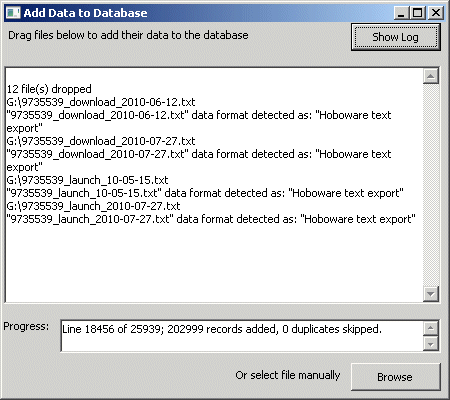 Add Data to Database
Drag files below to add their data to the database
Show Log
12 file(s) dropped
G:\9735539_download_2010-06-12.txt
"9735539_download_2010-06-12.txt" data format detected as: "Hoboware text
export"
G:\9735539_download_2010-07-27.txt
"9735539_download_2010-07-27.txt" data format detected as: "Hoboware text
export"
G:\9735539_launch_10-05-15.txt
"9735539_launch_10-05-15.txt" data format detected as: "Hoboware text export"
G:\9735539_launch_2010-07-27.txt
"9735539_launch_2010-07-27.txt" data format detected as: "Hoboware text export"
Progress:
Line 18456 of 25939; 202999 records added, 0 duplicates skipped.
Or select file manually
Browse